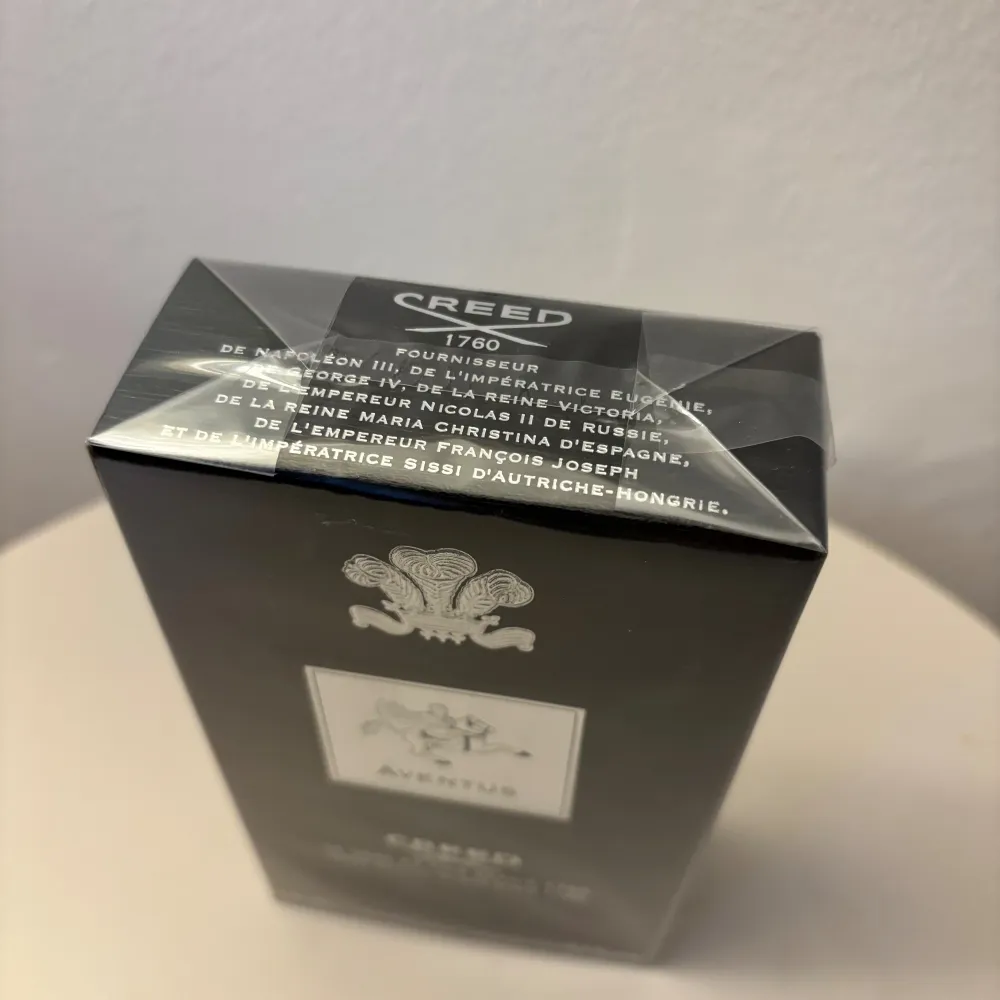 CREED
1760
FOURNISSEUR
DE NAPOLÉON III, DE L'IMPÉRATRICE EUGÉNIE,
DE GEORGE IV, DE LA REINE VICTORIA,
DE L'EMPEREUR NICOLAS II DE RUSSIE,
DE LA REINE MARIA CHRISTINA D'ESPAGNE,
DE L'EMPEREUR FRANÇOIS JOSEPH
ET DE L'IMPÉRATRICE SISSI D'AUTRICHE-HONGRIE.
AVENTUS
CREED